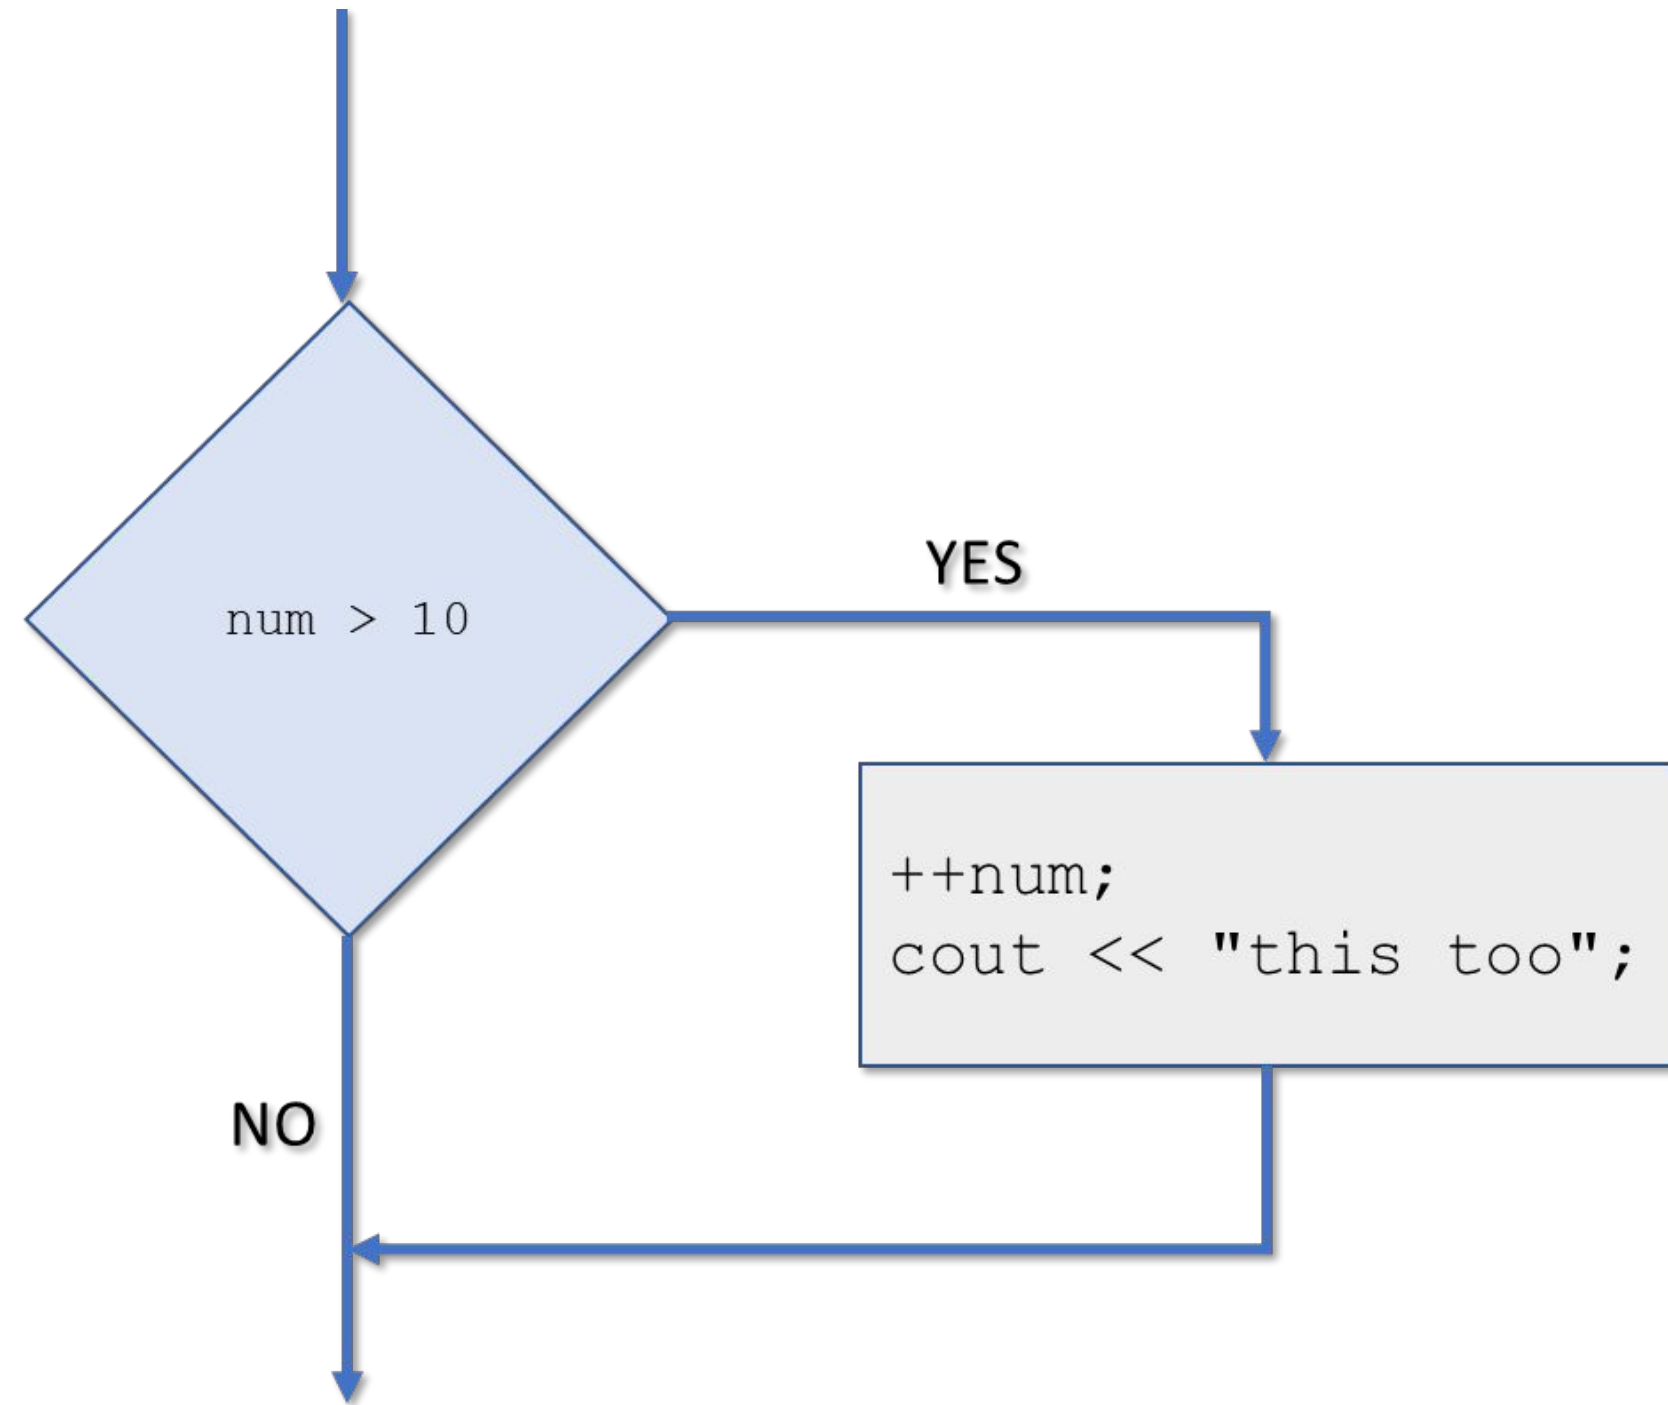 YES
num > 10
++num;
cout << "this too";
NO